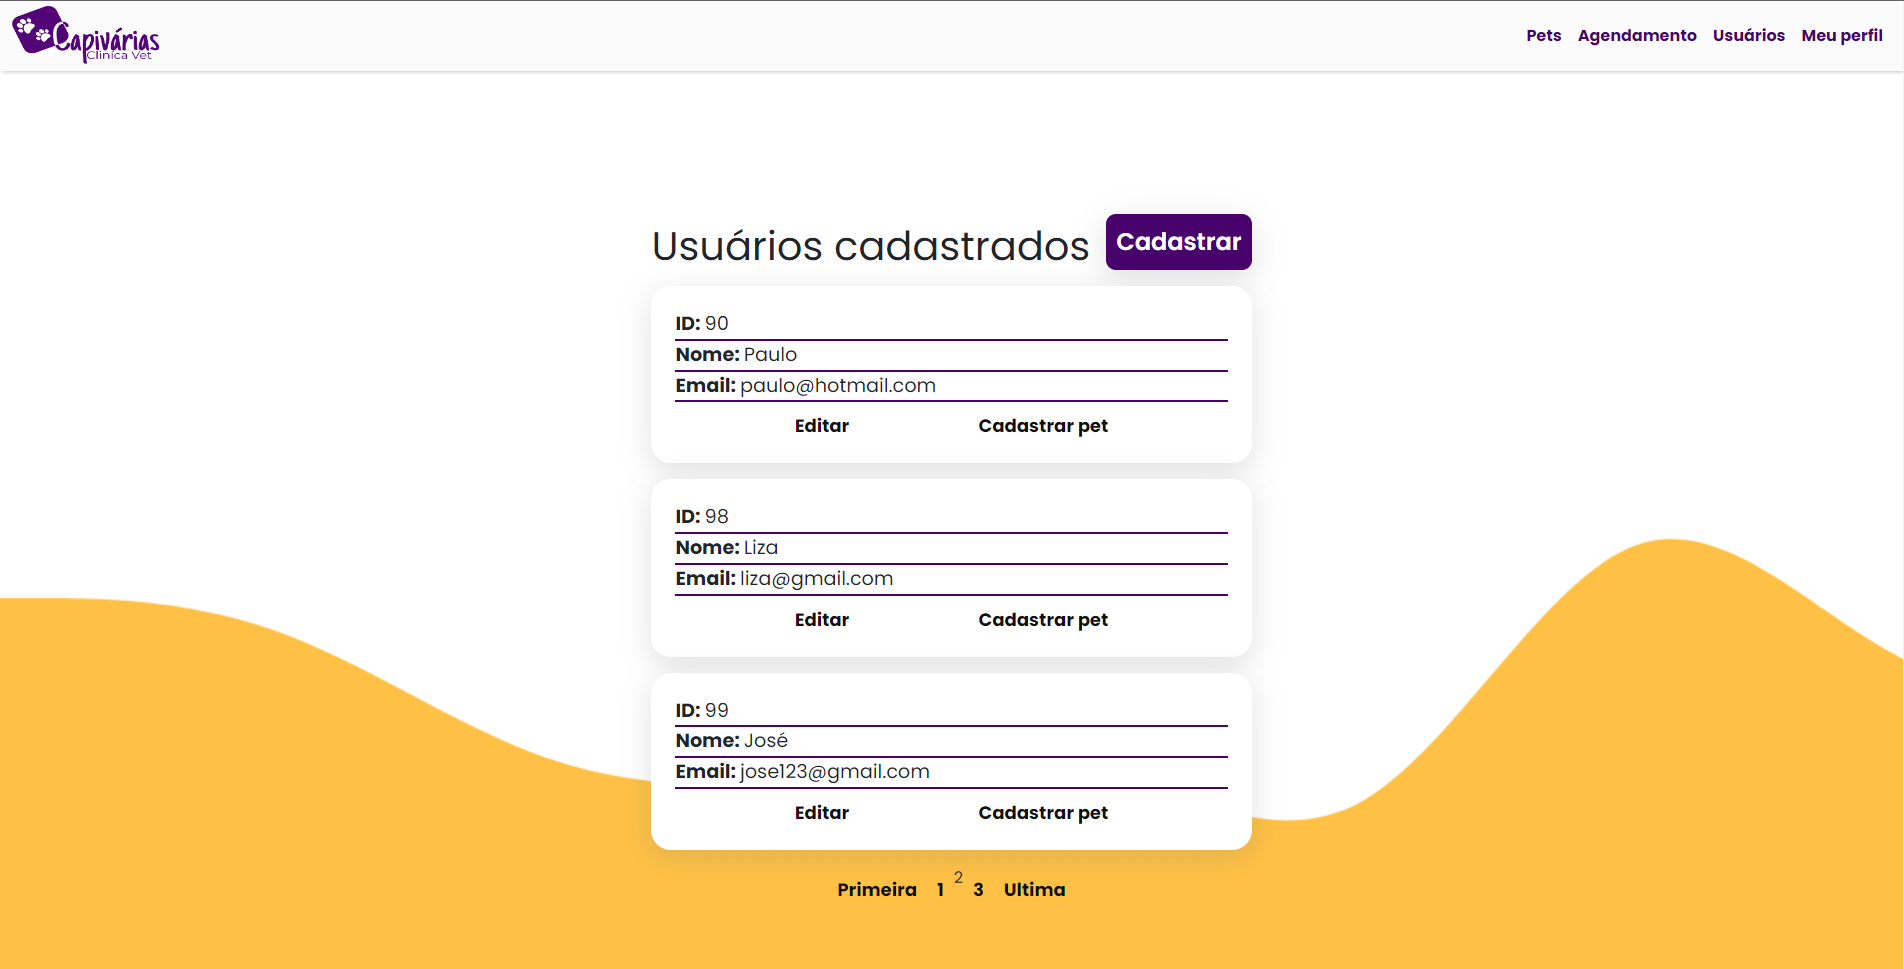 Capivárias
Clínica Vet
Pets Agendamento Usuários Meu perfil
Usuários cadastrados Cadastrar
ID: 90
Nome: Paulo
Email: paulo@hotmail.com
Editar Cadastrar pet
ID: 98
Nome: Liza
Email: liza@gmail.com
Editar Cadastrar pet
ID: 99
Nome: José
Email: jose123@gmail.com
Editar Cadastrar pet
Primeira 1 2 3 Ultima